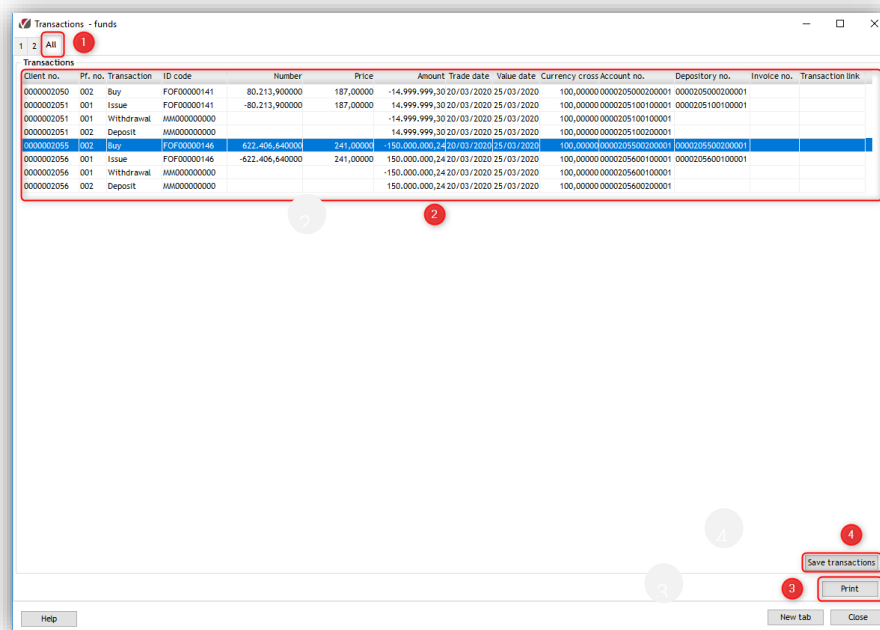 Transactions - funds
1 2 All 1
Transactions
Client no. Pf. no. Transaction ID code Number Price Amount Trade date Value date Currency cross Account no. Depository no. Invoice no. Transaction link
0000002050 002 Buy FOF00000141 80.213,900000 187,00000 -14.999.999,30 20/03/2020 25/03/2020 100,00000 0000205000200001 0000205000200001
0000002051 001 Issue FOF00000141 -80.213,900000 187,00000 14.999.999,30 20/03/2020 25/03/2020 100,00000 0000205100100001 0000205100100001
0000002051 001 Withdrawal MM000000000 -14.999.999,30 20/03/2020 25/03/2020 100,00000 0000205100100001
0000002051 002 Deposit MM000000000 14.999.999,30 20/03/2020 25/03/2020 100,00000 0000205100200001
0000002055 002 Buy FOF00000146 622.406,640000 241,00000 -150.000.000,24 20/03/2020 25/03/2020 100,00000 0000205500200001 0000205500200001
0000002056 001 Issue FOF00000146 -622.406,640000 241,00000 150.000.000,24 20/03/2020 25/03/2020 100,00000 0000205600100001 0000205600100001
0000002056 001 Withdrawal MM000000000 -150.000.000,24 20/03/2020 25/03/2020 100,00000 0000205600100001
0000002056 002 Deposit MM000000000 150.000.000,24 20/03/2020 25/03/2020 100,00000 0000205600200001
2 2
4 4
Save transactions
3 3 Print
Help New tab Close